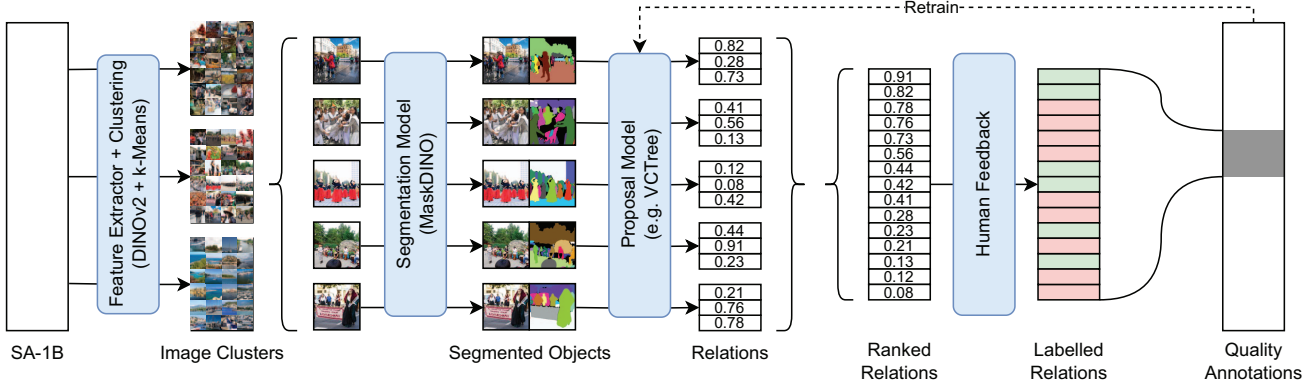 Retrain
Feature Extractor + Clustering
(DINOv2 + k-Means)
Segmentation Model
(MaskDINO)
Proposal Model
(e.g. VCTree)
0.82
0.28
0.73
0.41
0.56
0.13
0.12
0.08
0.42
0.44
0.91
0.23
0.21
0.76
0.78
0.91
0.82
0.78
0.76
0.73
0.56
0.44
0.42
0.41
0.28
0.23
0.21
0.13
0.12
0.08
Human Feedback
SA-1B
Image Clusters
Segmented Objects
Relations
Ranked
Relations
Labelled
Relations
Quality
Annotations